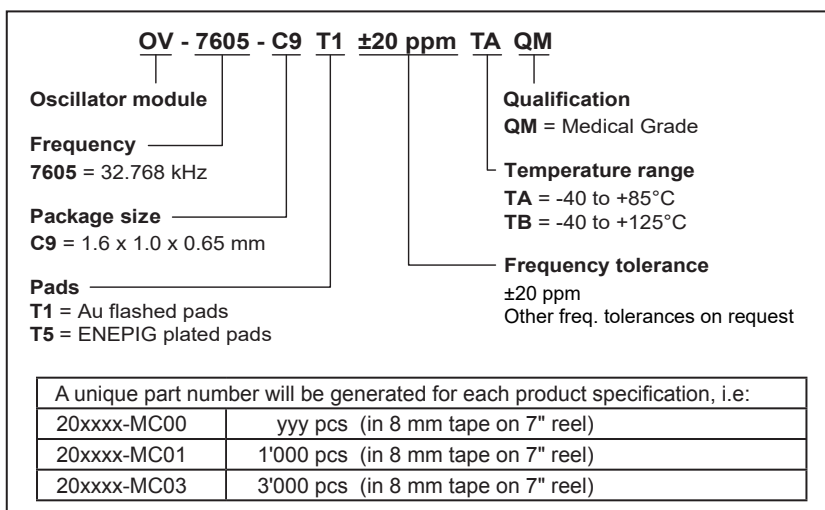 OV - 7605 - C9 T1 ±20 ppm TA QM
Oscillator module
Frequency
7605 = 32.768 kHz
Package size
C9 = 1.6 x 1.0 x 0.65 mm
Pads
T1 = Au flashed pads
T5 = ENEPIG plated pads
Qualification
QM = Medical Grade
Temperature range
TA = -40 to +85°C
TB = -40 to +125°C
Frequency tolerance
±20 ppm
Other freq. tolerances on request
A unique part number will be generated for each product specification, i.e:
20xxxx-MC00 yyy pcs (in 8 mm tape on 7" reel)
20xxxx-MC01 1'000 pcs (in 8 mm tape on 7" reel)
20xxxx-MC03 3'000 pcs (in 8 mm tape on 7" reel)